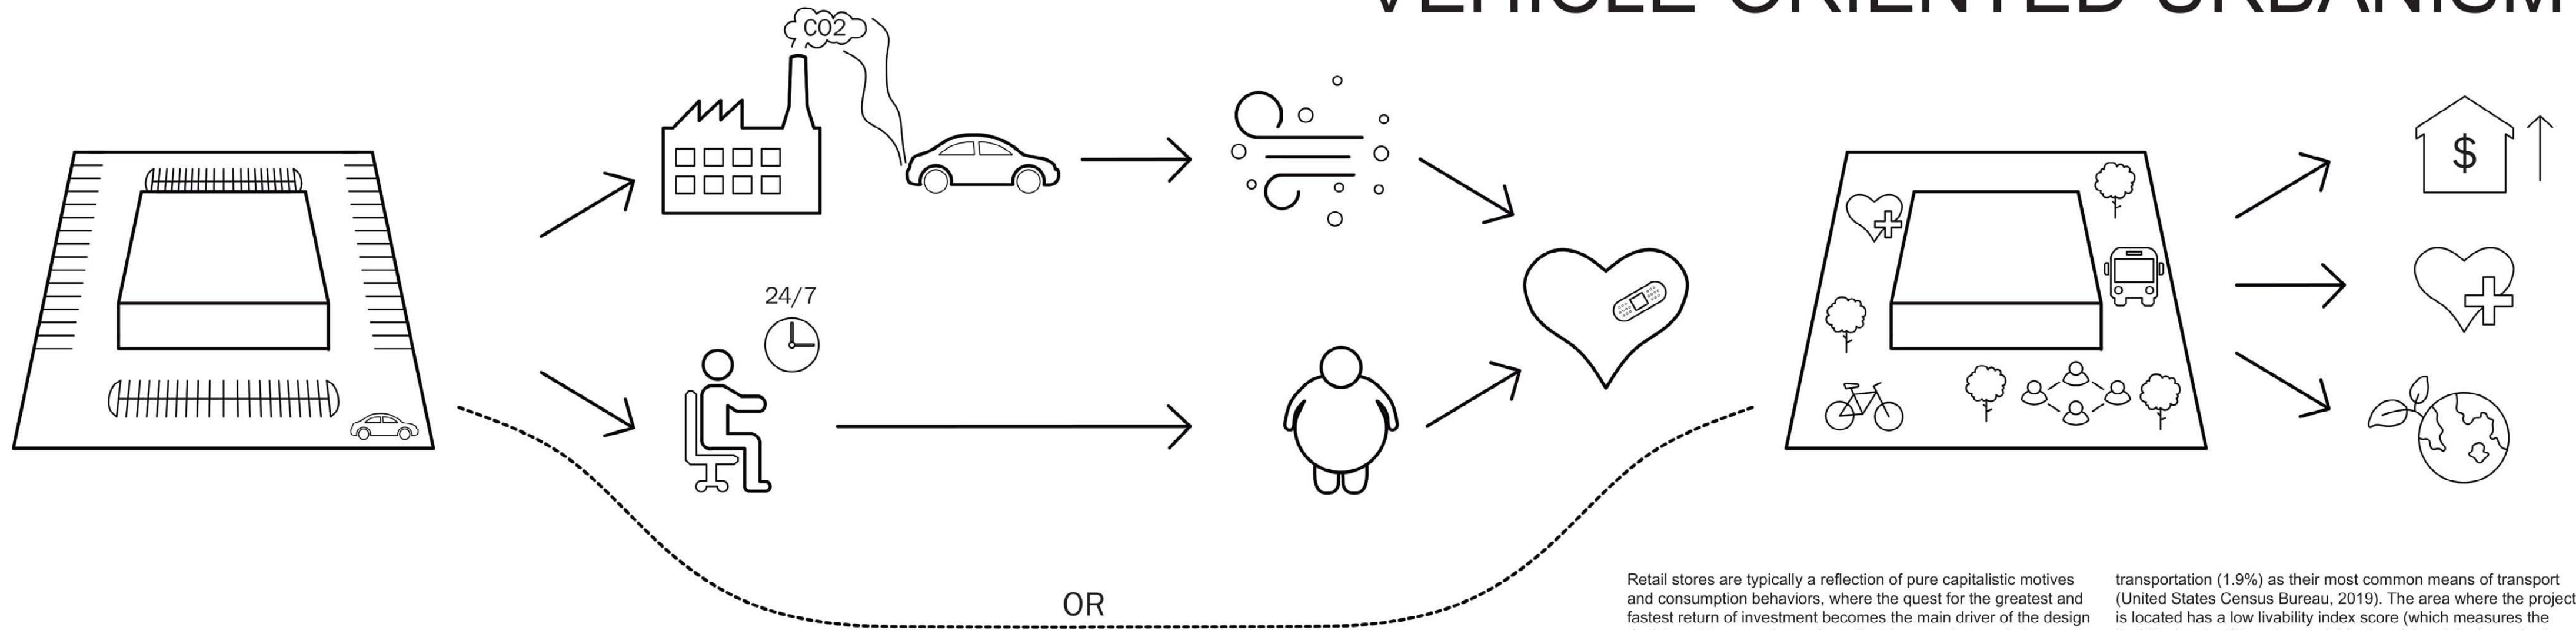 VEHICLE ORIENTED URBANISM
CO2
$
24/7
OR
Retail stores are typically a reflection of pure capitalistic motives
and consumption behaviors, where the quest for the greatest and
fastest return of investment becomes the main driver of the design
transportation (1.9%) as their most common means of transport
(United States Census Bureau, 2019). The area where the project
is located has a low livability index score (which measures the